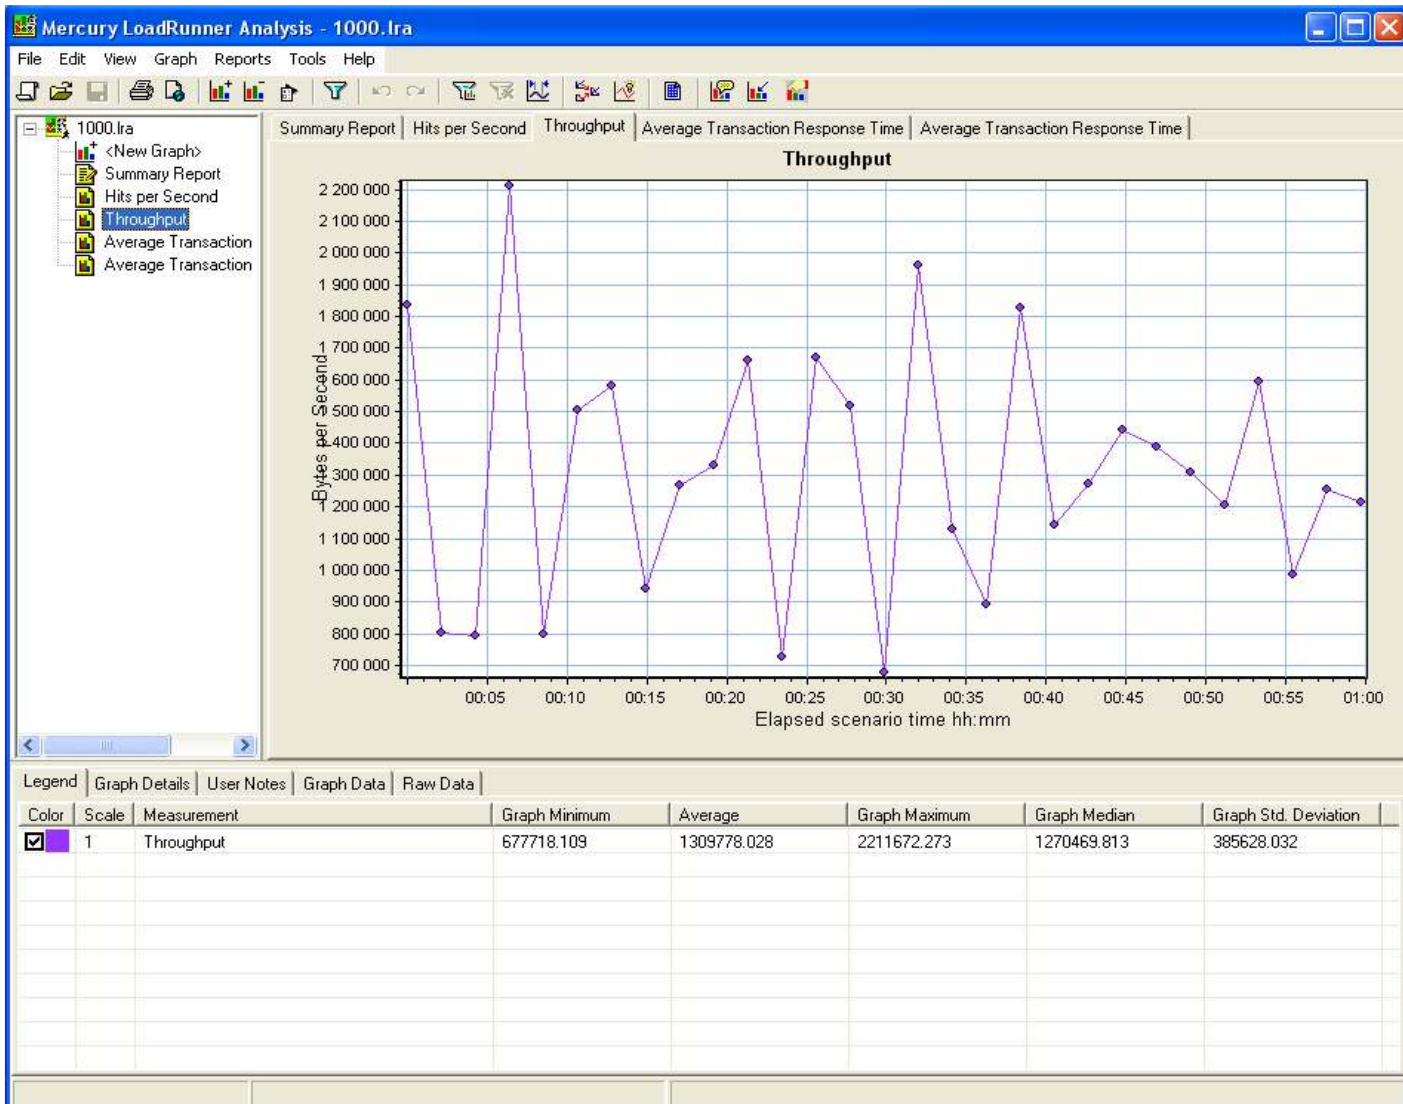 Mercury LoadRunner Analysis - 1000.lra
File Edit View Graph Reports Tools Help
1000.lra
<New Graph>
Summary Report
Hits per Second
Throughput
Average Transaction
Average Transaction
Summary Report Hits per Second Throughput Average Transaction Response Time Average Transaction Response Time
Throughput
Bytes per Second
2 200 000
2 100 000
2 000 000
1 900 000
1 800 000
1 700 000
600 000
500 000
400 000
300 000
1 200 000
1 100 000
1 000 000
900 000
800 000
700 000
00:05 00:10 00:15 00:20 00:25 00:30 00:35 00:40 00:45 00:50 00:55 01:00
Elapsed scenario time hh:mm
Legend Graph Details User Notes Graph Data Raw Data
Color Scale Measurement Graph Minimum Average Graph Maximum Graph Median Graph Std. Deviation
1 Throughput 677718.109 1309778.028 2211672.273 1270469.813 385628.032